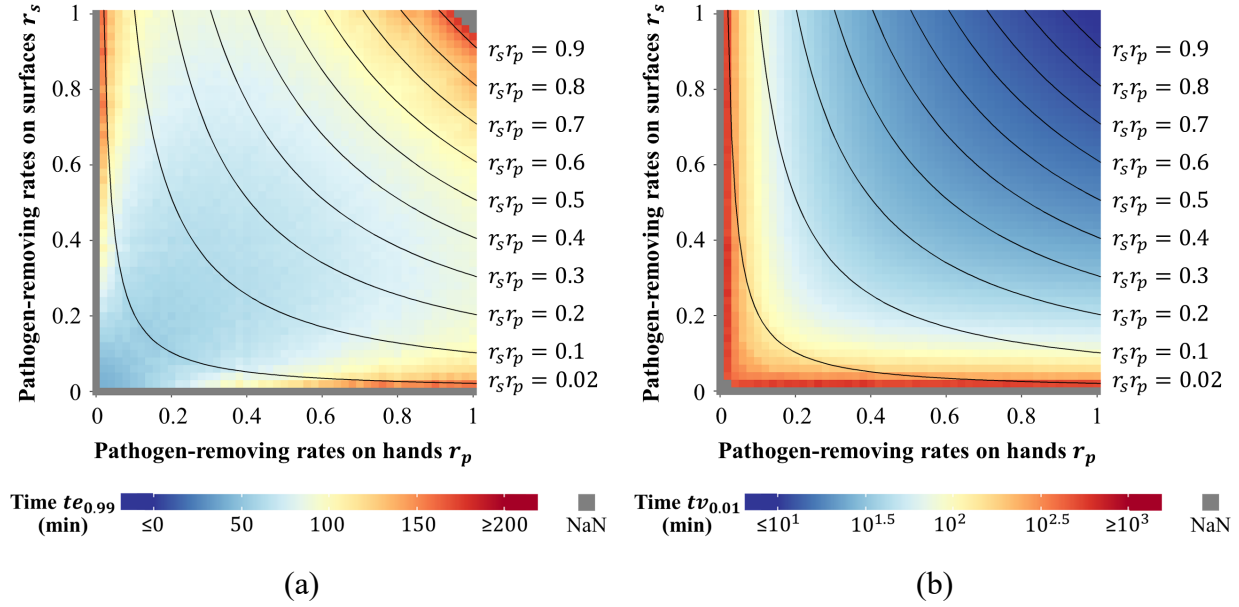 Pathogen-removing rates on surfaces r_s
1
0.8
0.6
0.4
0.2
0
0 0.2 0.4 0.6 0.8 1
Pathogen-removing rates on hands r_p
r_s r_p = 0.9
r_s r_p = 0.8
r_s r_p = 0.7
r_s r_p = 0.6
r_s r_p = 0.5
r_s r_p = 0.4
r_s r_p = 0.3
r_s r_p = 0.2
r_s r_p = 0.1
r_s r_p = 0.02
Time te_0.99
(min)
≤0 50 100 150 ≥200
NaN
(a)
Pathogen-removing rates on surfaces r_s
1
0.8
0.6
0.4
0.2
0
0 0.2 0.4 0.6 0.8 1
Pathogen-removing rates on hands r_p
r_s r_p = 0.9
r_s r_p = 0.8
r_s r_p = 0.7
r_s r_p = 0.6
r_s r_p = 0.5
r_s r_p = 0.4
r_s r_p = 0.3
r_s r_p = 0.2
r_s r_p = 0.1
r_s r_p = 0.02
Time tv_0.01
(min)
≤10^1 10^1.5 10^2 10^2.5 ≥10^3
NaN
(b)